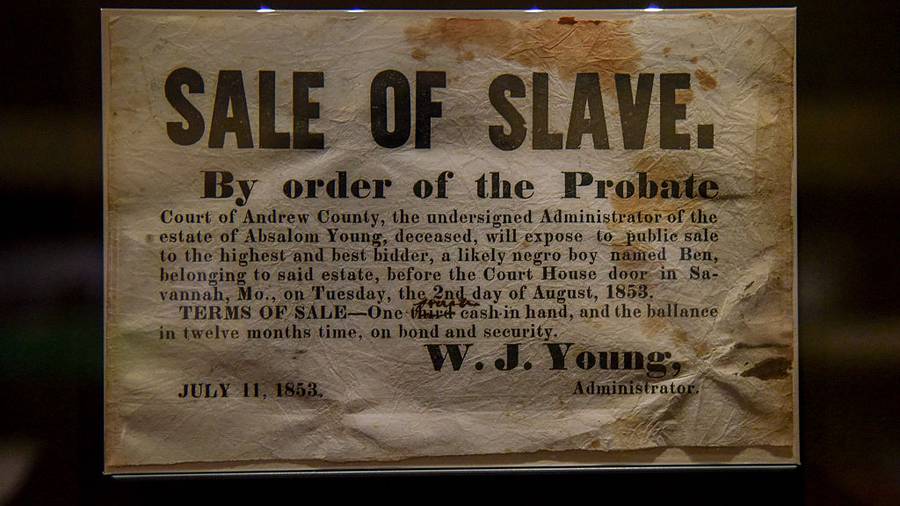 SALE OF SLAVE.
By order of the Probate
Court of Andrew County, the undersigned Administrator of the
estate of Absalom Young, deceased, will expose to public sale
to the highest and best bidder, a likely negro boy named Ben,
belonging to said estate, before the Court House door in Sa-
vannah, Mo., on Tuesday, the 2nd day of August, 1853.
TERMS OF SALE—One third cash in hand, and the ballance
in twelve months time, on bond and security.
W. J. Young,
JULY 11, 1853. Administrator.